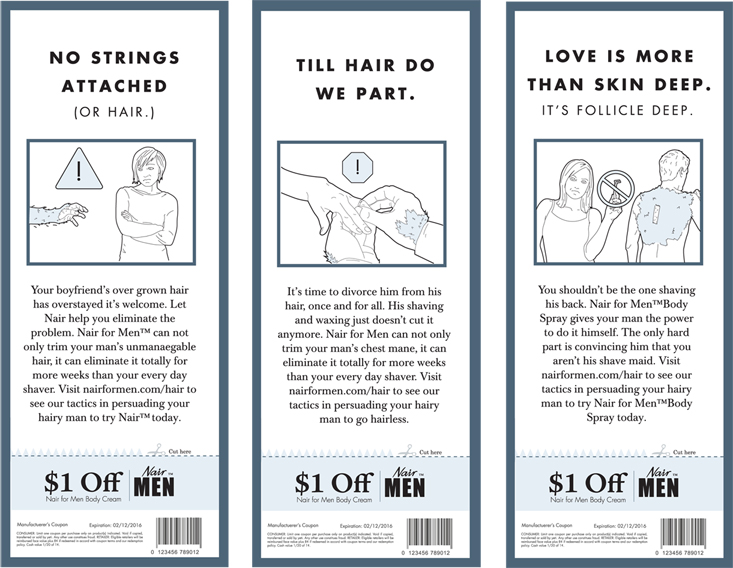 NO STRINGS
ATTACHED
(OR HAIR.)
!
Your boyfriend's over grown hair
has overstayed it's welcome. Let
Nair help you eliminate the
problem. Nair for Men™ can not
only trim your man's unmanaegable
hair, it can eliminate it totally for
more weeks than your every day
shaver. Visit nairformen.com/hair to
see our tactics in persuading your
hairy man to try Nair™ today.
Cut here
$1 Off
Nair for Men Body Cream
Nair™
MEN
Manufacturer's Coupon Expiration: 02/12/2016
0 123456 789012
TILL HAIR DO
WE PART.
!
It's time to divorce him from his
hair, once and for all. His shaving
and waxing just doesn't cut it
anymore. Nair for Men can not only
trim your man's chest mane, it can
eliminate it totally for more weeks
than your every day shaver. Visit
nairformen.com/hair to see our
tactics in persuading your hairy
man to go hairless.
Cut here
$1 Off
Nair for Men Body Cream
Nair™
MEN
Manufacturer's Coupon Expiration: 02/12/2016
0 123456 789012
LOVE IS MORE
THAN SKIN DEEP.
IT'S FOLLICLE DEEP.
You shouldn't be the one shaving
his back. Nair for Men™Body
Spray gives your man the power
to do it himself. The only hard
part is convincing him that you
aren't his shave maid. Visit
nairformen.com/hair to see our
tactics in persuading your hairy
man to try Nair for Men™Body
Spray today.
Cut here
$1 Off
Nair for Men Body Cream
Nair™
MEN
Manufacturer's Coupon Expiration: 02/12/2016
0 123456 789012